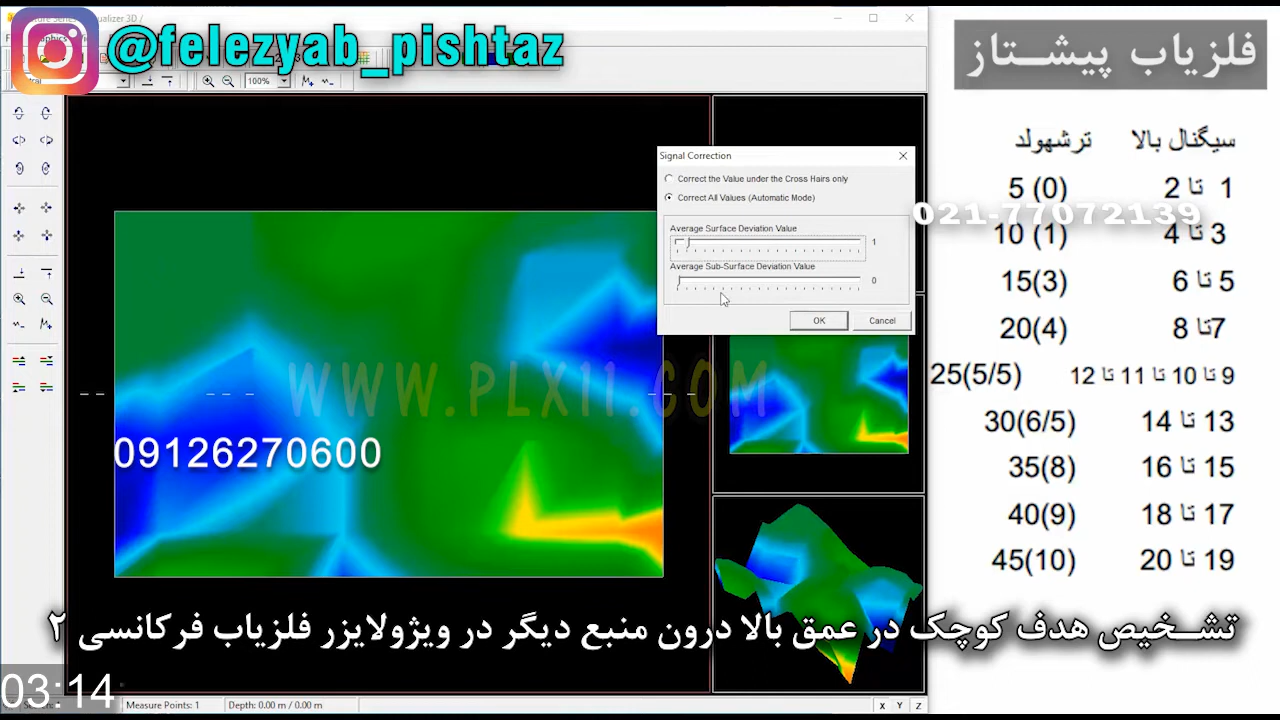 @felezyab_pishtaz
فلزیاب پیشتاز
ualizer 3D /
100%
سیگنال بالا ترشهولد
1 تا 2 5 (0)
021-77072139
3 تا 4 10 (1)
5 تا 6 15(3)
7تا 8 20(4)
9 تا 10 تا 11 تا 12 25(5/5)
13 تا 14 30(6/5)
15 تا 16 35(8)
17 تا 18 40(9)
19 تا 20 45(10)
Signal Correction
Correct the Value under the Cross Hairs only
Correct All Values (Automatic Mode)
Average Surface Deviation Value
1
Average Sub-Surface Deviation Value
0
OK Cancel
WWW.PLX11.COM
09126270600
تشخیص هدف کوچک در عمق بالا درون منبع دیگر در ویژولایزر فلزیاب فرکانسی ۲
03:14
Measure Points: 1 Depth: 0.00 m / 0.00 m X Y Z